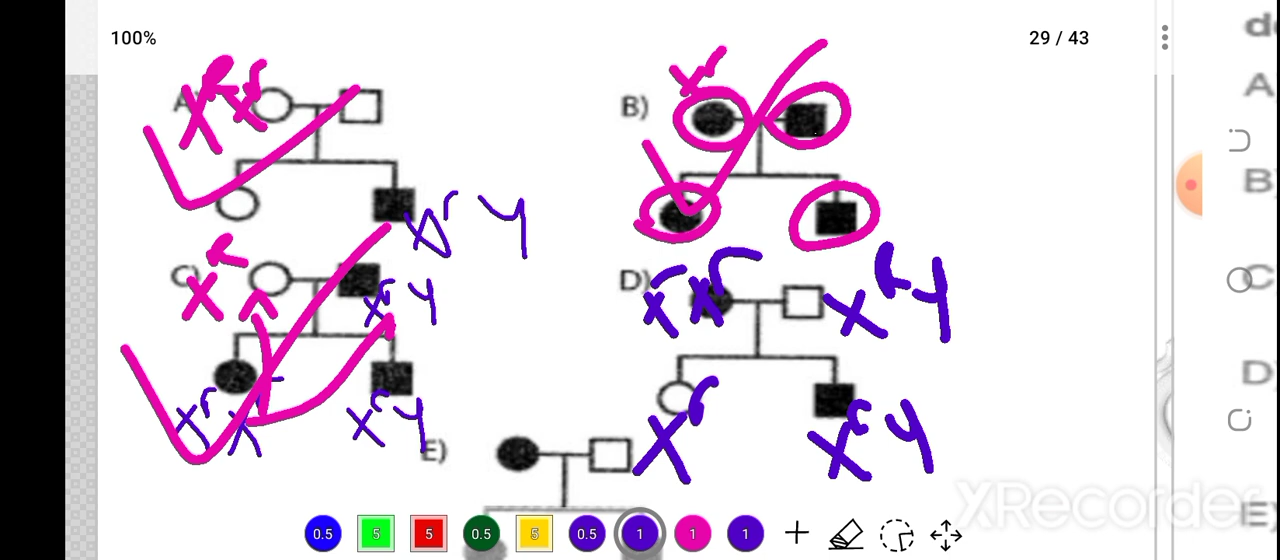 100%
29 / 43
A)
X^R X^r
B)
X^r
X^r Y
C)
X^R X
X^r Y
D)
X^r X^r
X^R Y
X^r X
X^r Y
X^r
X^r Y
E)
0.5 5 5 0.5 5 0.5 1 1 1
XRecorder
A
B)
C
D)
E)